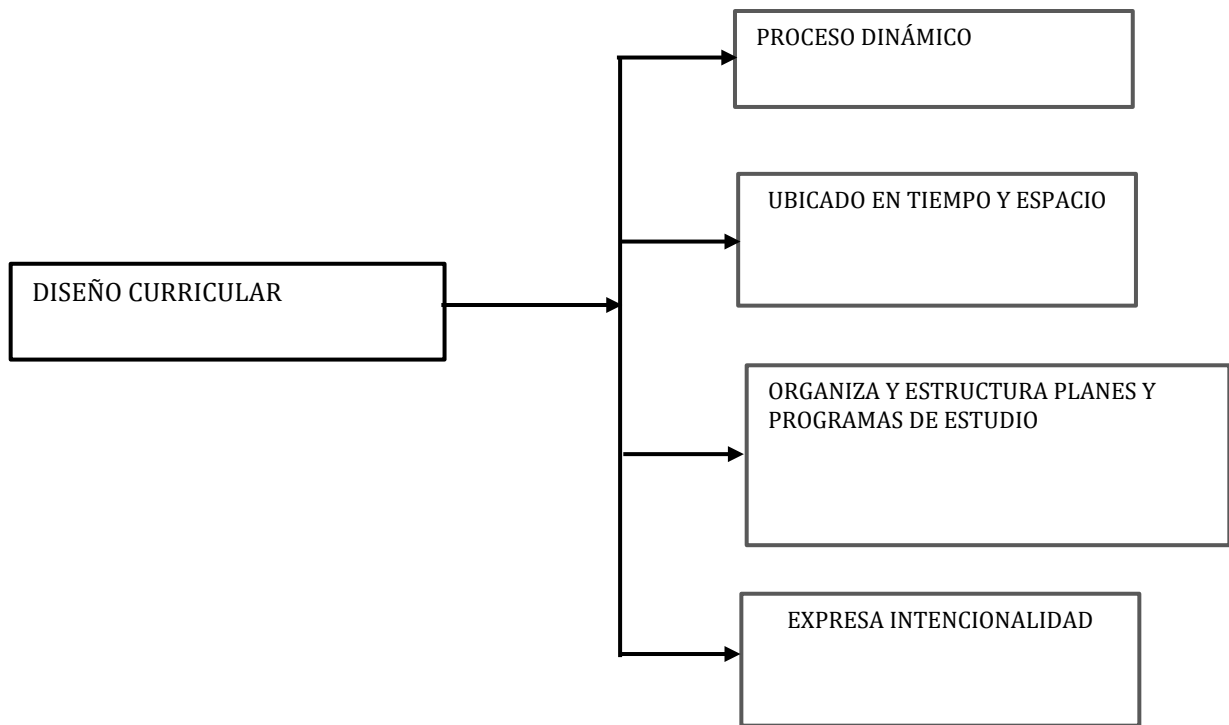 PROCESO DINÁMICO
UBICADO EN TIEMPO Y ESPACIO
DISEÑO CURRICULAR
ORGANIZA Y ESTRUCTURA PLANES Y
PROGRAMAS DE ESTUDIO
EXPRESA INTENCIONALIDAD